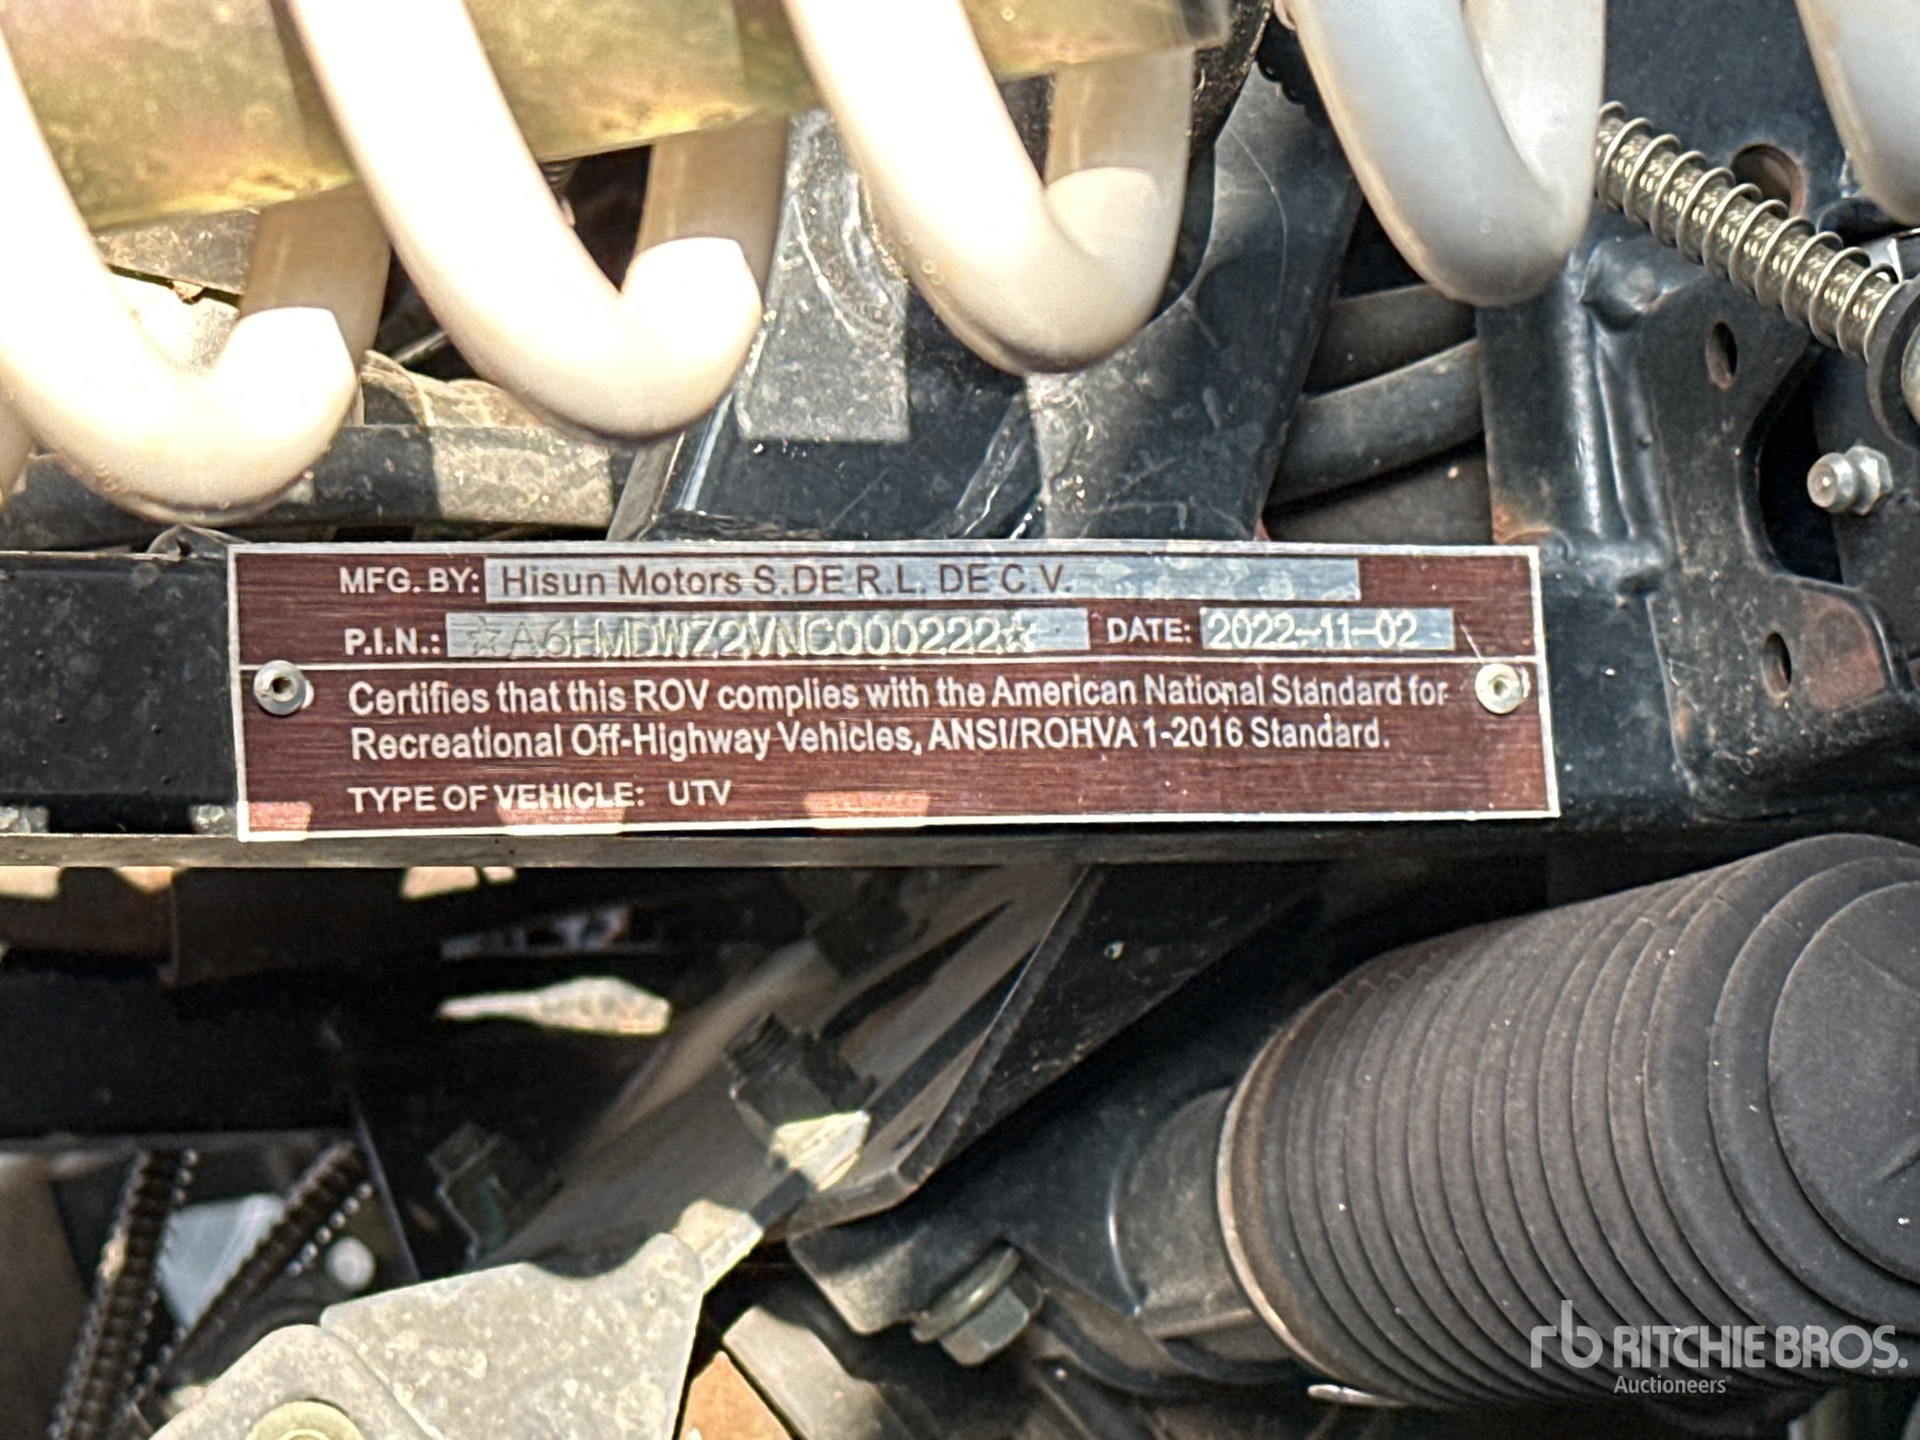 MFG. BY: Hisun Motors S.DE R.L. DE C.V.
P.I.N.: ☆A6HMDWZ2VNC000222☆ DATE: 2022-11-02
Certifies that this ROV complies with the American National Standard for
Recreational Off-Highway Vehicles, ANSI/ROHVA 1-2016 Standard.
TYPE OF VEHICLE: UTV
rb RITCHIE BROS.
Auctioneers